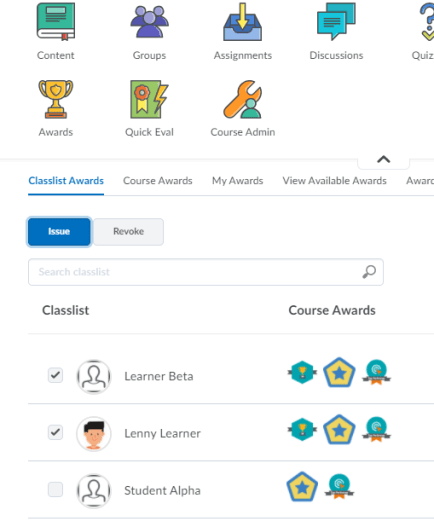 Content Groups Assignments Discussions Quiz
Awards Quick Eval Course Admin
Classlist Awards Course Awards My Awards View Available Awards Award
Issue Revoke
Search classlist
Classlist Course Awards
Learner Beta
Lenny Learner
Student Alpha